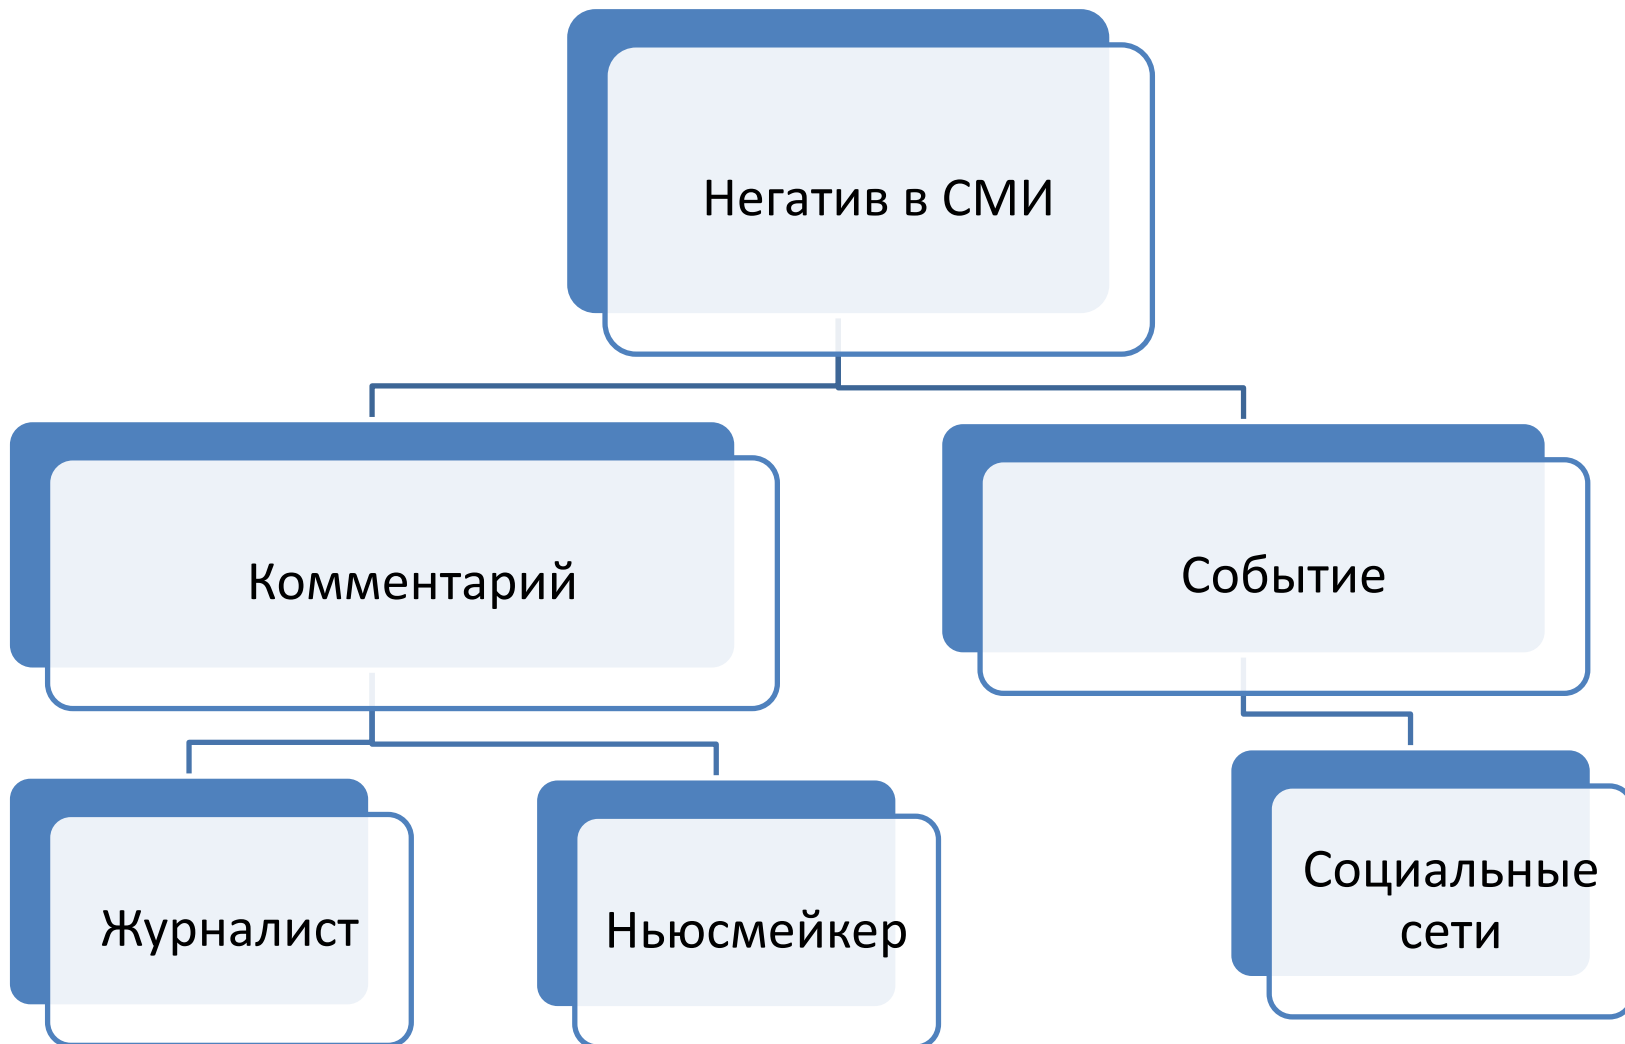 Негатив в СМИ
Комментарий
Событие
Журналист
Ньюсмейкер
Социальные
сети